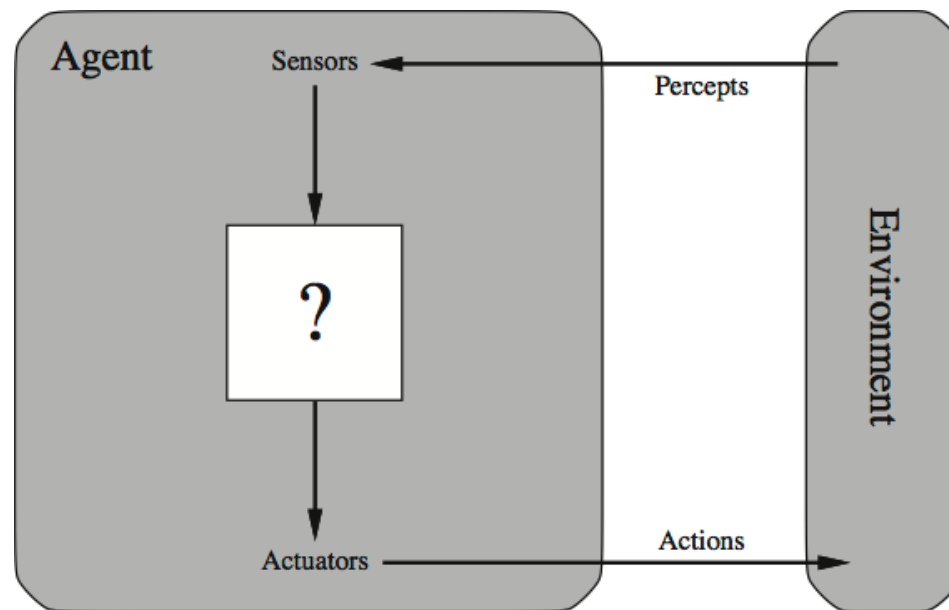 Agent
Sensors
Percepts
?
Environment
Actuators
Actions